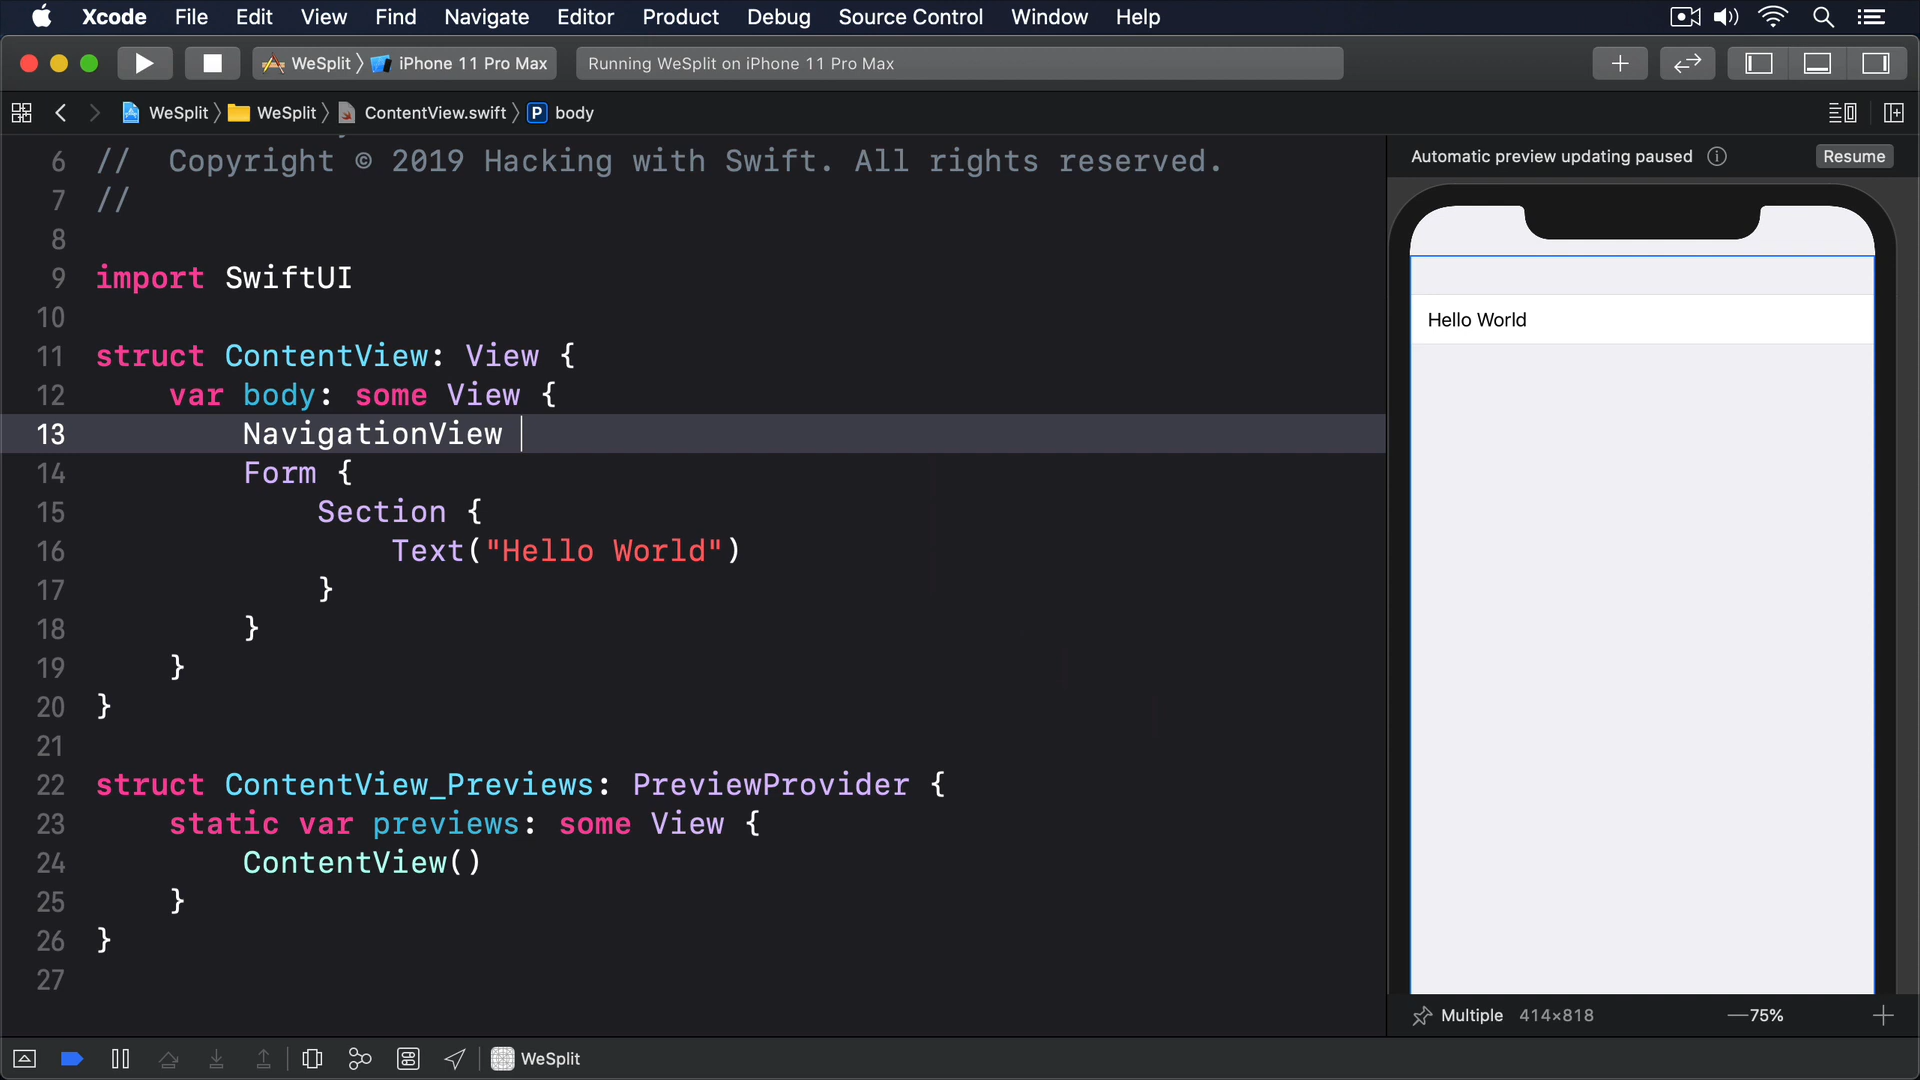 Xcode File Edit View Find Navigate Editor Product Debug Source Control Window Help
WeSplit iPhone 11 Pro Max Running WeSplit on iPhone 11 Pro Max
WeSplit WeSplit ContentView.swift P body
6 // Copyright © 2019 Hacking with Swift. All rights reserved.
7 //
8
9 import SwiftUI
10
11 struct ContentView: View {
12 var body: some View {
13 NavigationView
14 Form {
15 Section {
16 Text("Hello World")
17 }
18 }
19 }
20 }
21
22 struct ContentView_Previews: PreviewProvider {
23 static var previews: some View {
24 ContentView()
25 }
26 }
27
Automatic preview updating paused Resume
Hello World
Multiple 414×818 75%
WeSplit